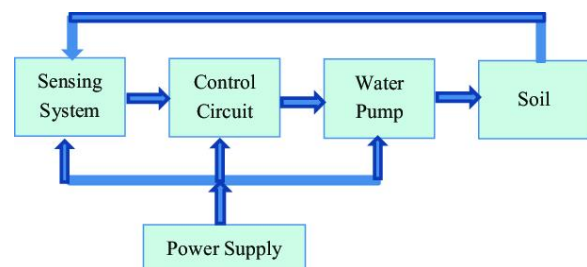 Sensing
System
Control
Circuit
Water
Pump
Soil
Power Supply